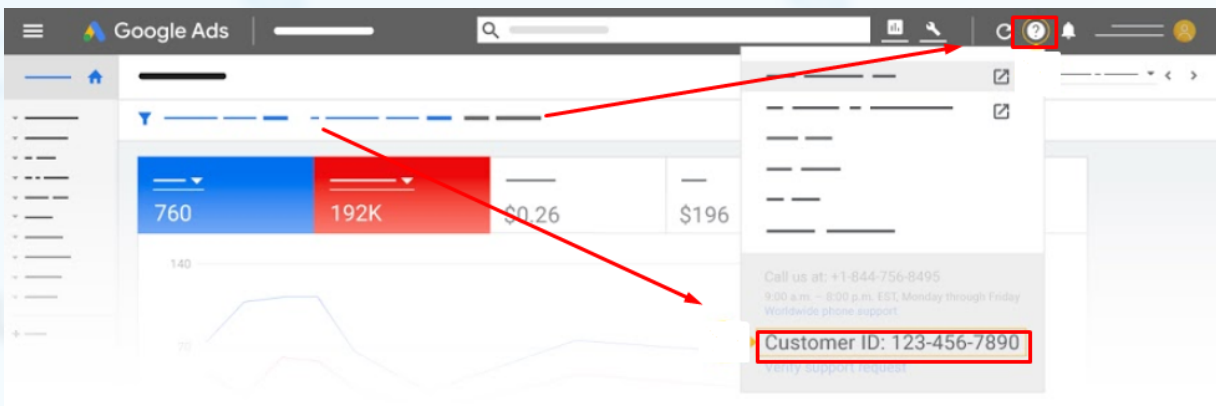 Google Ads
760
192K
$0.26
$196
140
70
Call us at: +1-844-756-8495
9:00 a.m. – 8:00 p.m. EST, Monday through Friday
Worldwide phone support
Customer ID: 123-456-7890
Verify support request